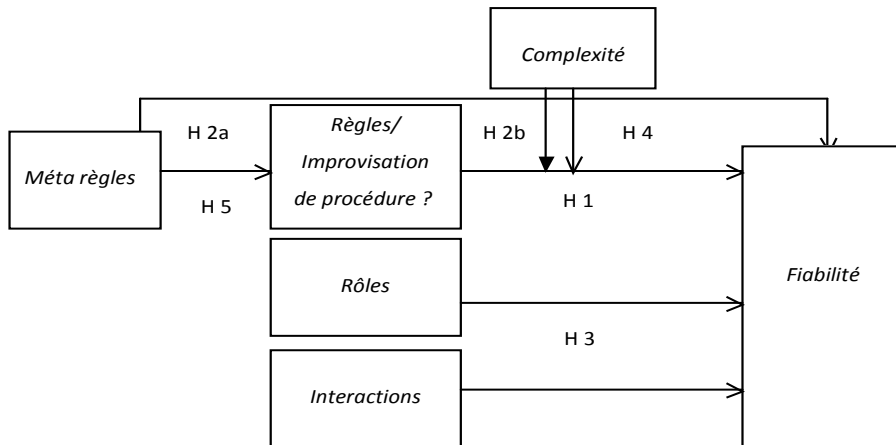 Complexité
H 2a
Règles/
Improvisation
de procédure ?
H 2b
H 4
Méta règles
H 5
H 1
Rôles
Fiabilité
H 3
Interactions